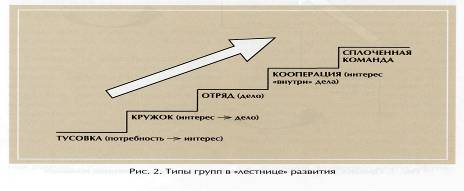 СПЛОЧЕННАЯ
КОМАНДА
КООПЕРАЦИЯ (интерес
«внутри» дела)
ОТРЯД (дело)
КРУЖОК (интерес → дело)
ТУСОВКА (потребность → интерес)
Рис. 2. Типы групп в «лестнице» развития